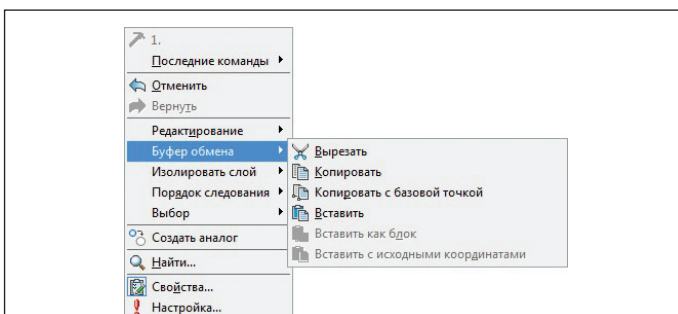 1.
Последние команды
Отменить
Вернуть
Редактирование
Буфер обмена
Изолировать слой
Порядок следования
Выбор
Создать аналог
Найти...
Свойства...
Настройка...
Вырезать
Копировать
Копировать с базовой точкой
Вставить
Вставить как блок
Вставить с исходными координатами